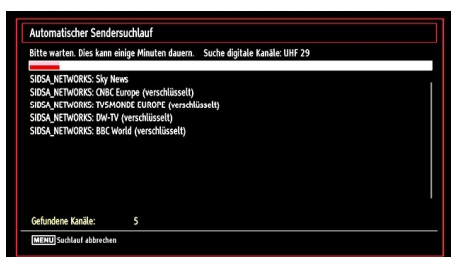 Automatischer Sendersuchlauf
Bitte warten. Dies kann einige Minuten dauern. Suche digitale Kanäle: UHF 29
SIDSA_NETWORKS: Sky News
SIDSA_NETWORKS: CNBC Europe (verschlüsselt)
SIDSA_NETWORKS: TV5MONDE EUROPE (verschlüsselt)
SIDSA_NETWORKS: DW-TV (verschlüsselt)
SIDSA_NETWORKS: BBC World (verschlüsselt)
Gefundene Kanäle: 5
MENU Suchlauf abbrechen